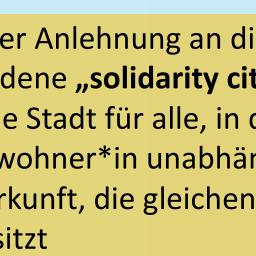 er Anlehnung an di
dene „solidarity cit
e Stadt für alle, in d
wohner*in unabhän
rkunft, die gleichen
sitzt